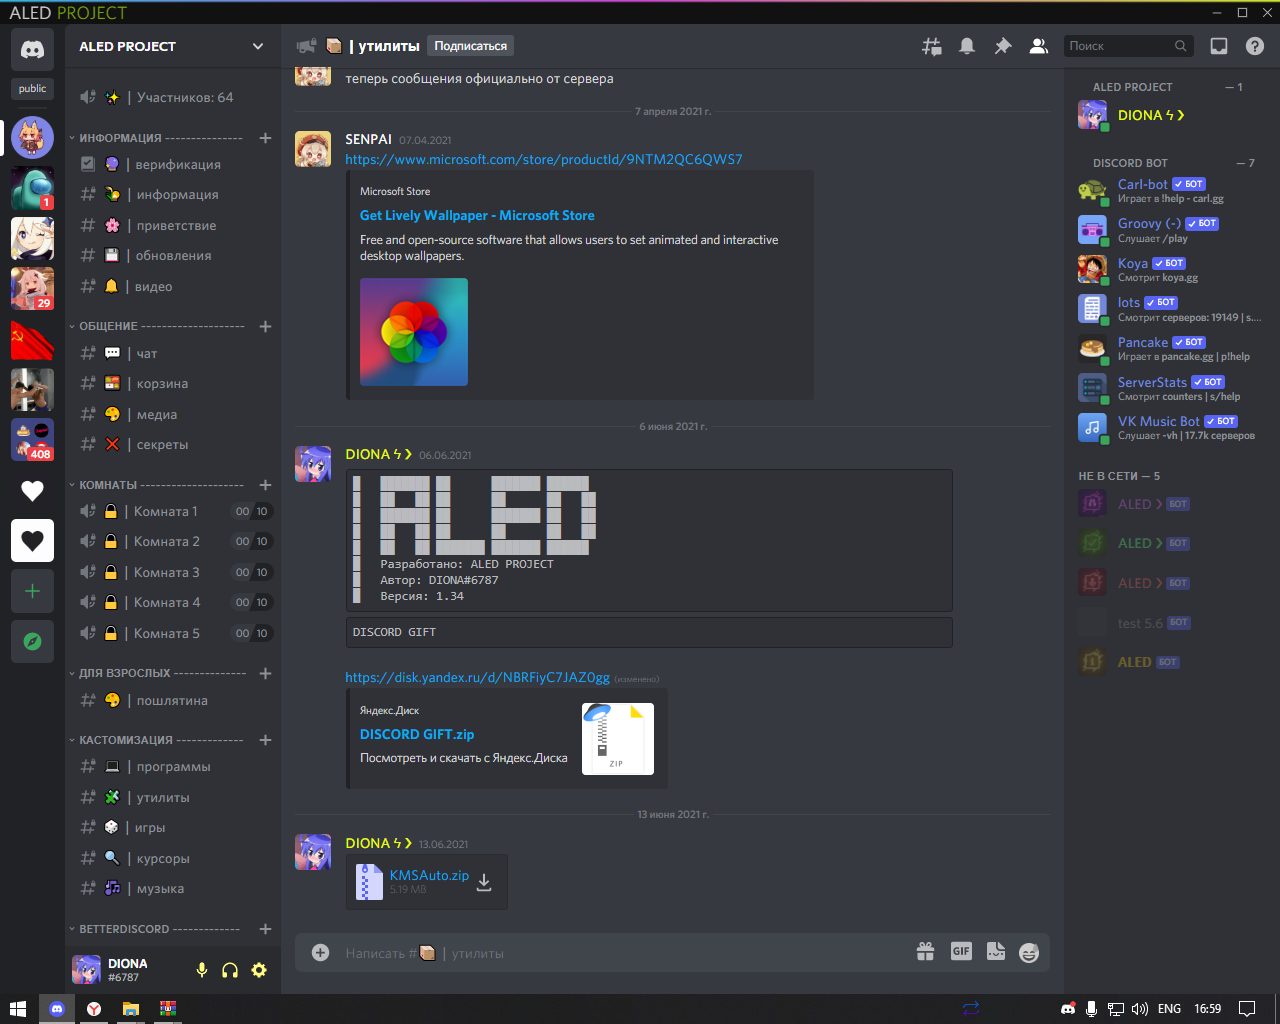 ALED PROJECT
public
1
29
408
ALED PROJECT
| Участников: 64
ИНФОРМАЦИЯ ---------------
| верификация
| информация
| приветствие
| обновления
| видео
ОБЩЕНИЕ --------------------
| чат
| корзина
| медиа
| секреты
КОМНАТЫ --------------------
| Комната 1 00 10
| Комната 2 00 10
| Комната 3 00 10
| Комната 4 00 10
| Комната 5 00 10
ДЛЯ ВЗРОСЛЫХ --------------
| пошлятина
КАСТОМИЗАЦИЯ -------------
| программы
| утилиты
| игры
| курсоры
| музыка
BETTERDISCORD -------------
DIONA
#6787
| утилиты Подписаться
Поиск
теперь сообщения официально от сервера
7 апреля 2021 г.
SENPAI 07.04.2021
https://www.microsoft.com/store/productId/9NTM2QC6QWS7
Microsoft Store
Get Lively Wallpaper - Microsoft Store
Free and open-source software that allows users to set animated and interactive
desktop wallpapers.
6 июня 2021 г.
DIONA ϟ ❯ 06.06.2021
ALED
Разработано: ALED PROJECT
Автор: DIONA#6787
Версия: 1.34
DISCORD GIFT
https://disk.yandex.ru/d/NBRFiyC7JAZ0gg (изменено)
Яндекс.Диск
DISCORD GIFT.zip
Посмотреть и скачать с Яндекс.Диска
ZIP
13 июня 2021 г.
DIONA ϟ ❯ 13.06.2021
KMSAuto.zip
5.19 MB
Написать # | утилиты
GIF
ALED PROJECT — 1
DIONA ϟ ❯
DISCORD BOT — 7
Carl-bot ✓ БОТ
Играет в !help - carl.gg
Groovy (-) ✓ БОТ
Слушает /play
Koya ✓ БОТ
Смотрит koya.gg
lots ✓ БОТ
Смотрит серверов: 19149 | s....
Pancake ✓ БОТ
Играет в pancake.gg | p!help
ServerStats ✓ БОТ
Смотрит counters | s/help
VK Music Bot ✓ БОТ
Слушает -vh | 17.7k серверов
НЕ В СЕТИ — 5
ALED ❯ БОТ
ALED ❯ БОТ
ALED ❯ БОТ
test 5.6 БОТ
ALED БОТ
ENG 16:59